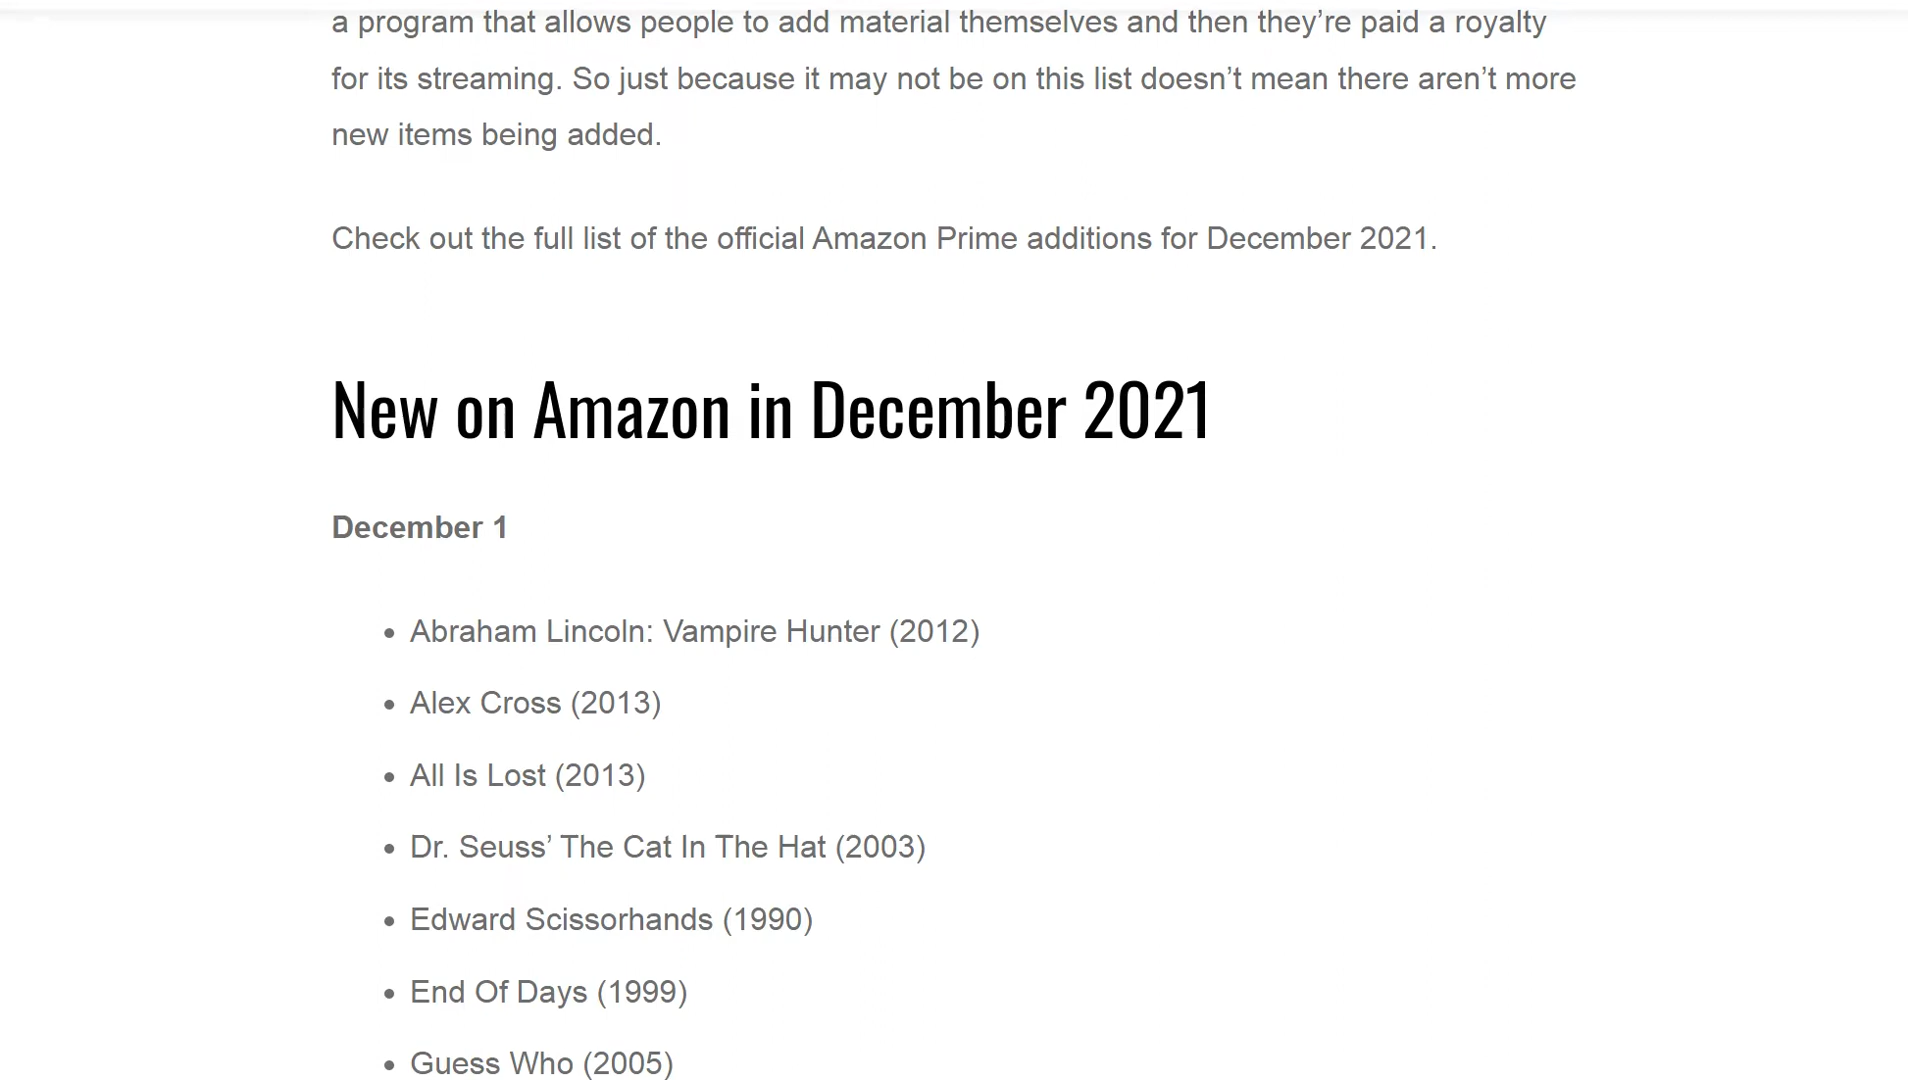 a program that allows people to add material themselves and then they’re paid a royalty
for its streaming. So just because it may not be on this list doesn’t mean there aren’t more
new items being added.
Check out the full list of the official Amazon Prime additions for December 2021.
New on Amazon in December 2021
December 1
• Abraham Lincoln: Vampire Hunter (2012)
• Alex Cross (2013)
• All Is Lost (2013)
• Dr. Seuss’ The Cat In The Hat (2003)
• Edward Scissorhands (1990)
• End Of Days (1999)
• Guess Who (2005)